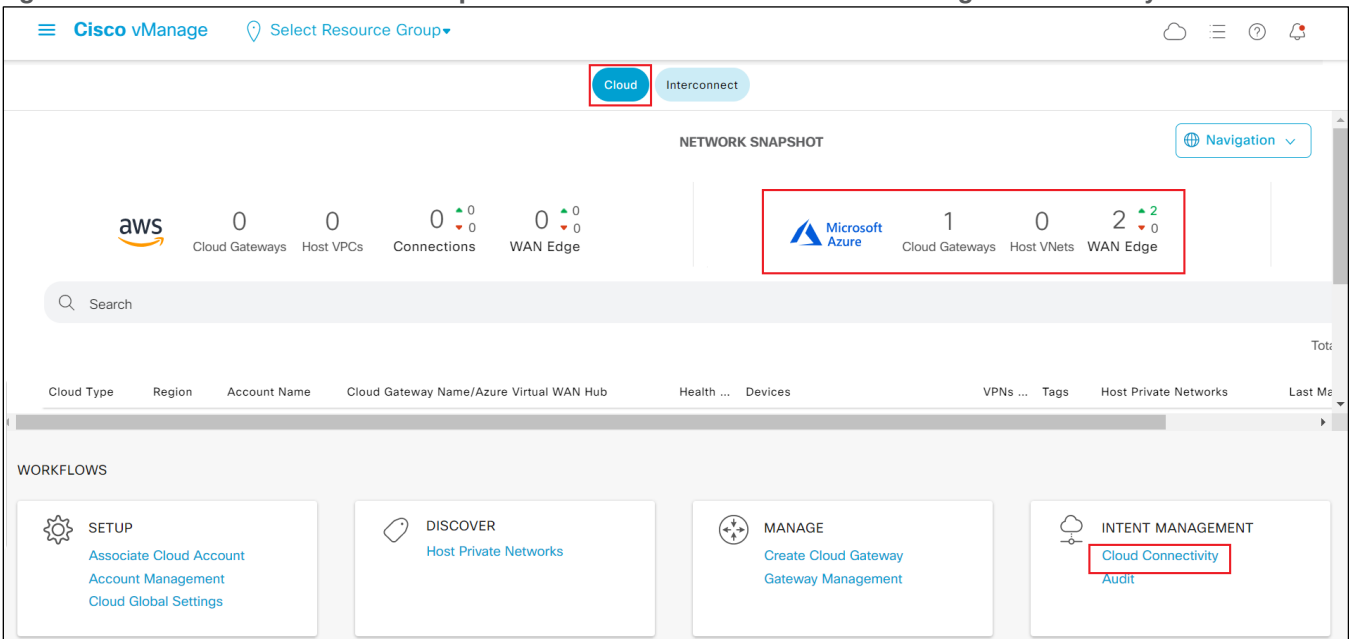 Cisco vManage
Select Resource Group
Cloud
Interconnect
NETWORK SNAPSHOT
Navigation
aws
0
Cloud Gateways
0
Host VPCs
0
0
0
Connections
0
0
0
WAN Edge
Microsoft
Azure
1
Cloud Gateways
0
Host VNets
2
2
0
WAN Edge
Search
Cloud Type Region Account Name Cloud Gateway Name/Azure Virtual WAN Hub Health ... Devices VPNs ... Tags Host Private Networks Last Ma
WORKFLOWS
SETUP
Associate Cloud Account
Account Management
Cloud Global Settings
DISCOVER
Host Private Networks
MANAGE
Create Cloud Gateway
Gateway Management
INTENT MANAGEMENT
Cloud Connectivity
Audit